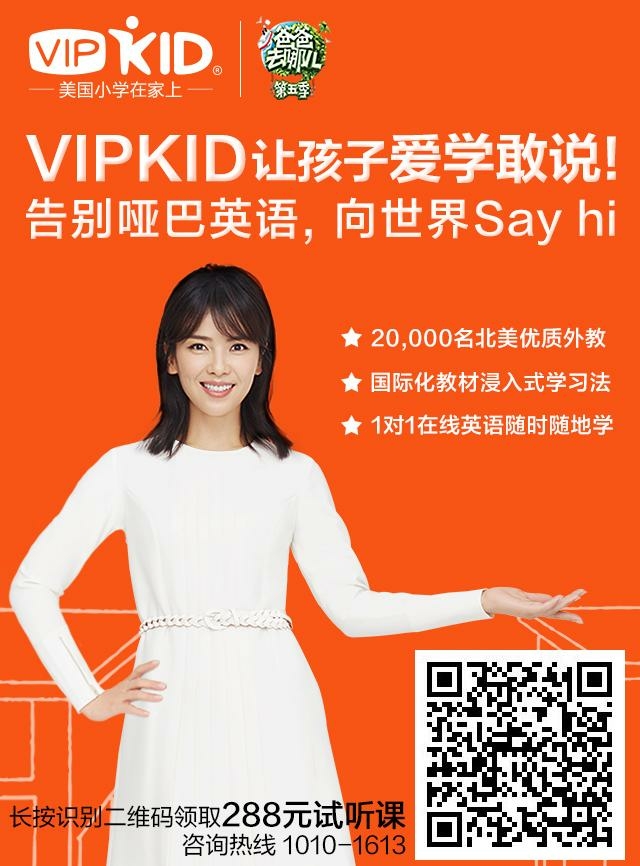 VIPKID®
美国小学在家上
爸爸去哪儿
第五季
VIPKID让孩子爱学敢说!
告别哑巴英语,向世界Say hi
★ 20,000名北美优质外教
★ 国际化教材浸入式学习法
★ 1对1在线英语随时随地学
长按识别二维码领取288元试听课
咨询热线 1010-1613